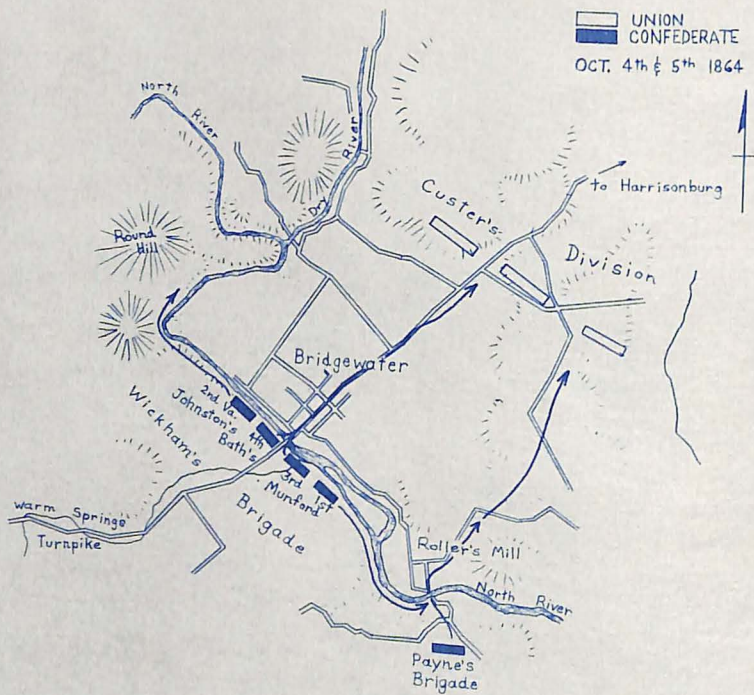 UNION
CONFEDERATE
OCT. 4th & 5th 1864
North
River
Dry
River
Custer's
Division
to Harrisonburg
Round
Hill
Bridgewater
2nd Va.
Johnston's
4th
Bath's
3rd 1st
Munford
Wickham's
Brigade
Warm Springs
Turnpike
Roller's Mill
North River
Payne's
Brigade